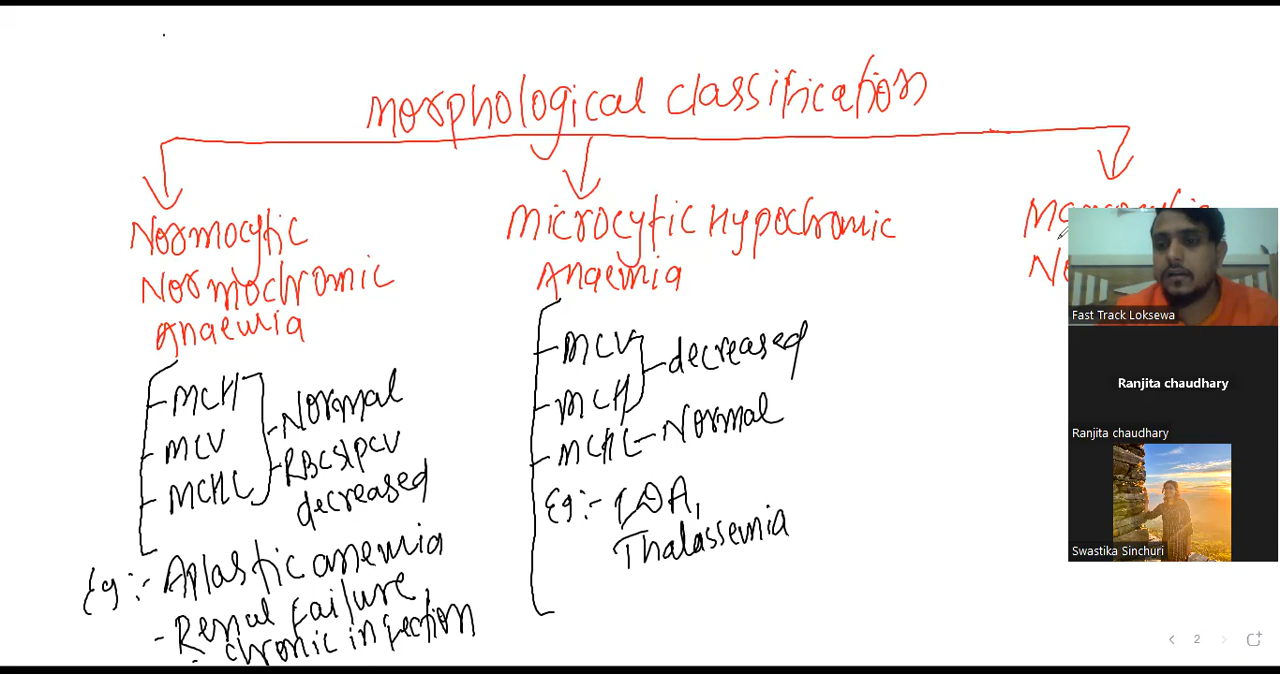 Morphological classification
Normocytic
Normochromic
Anaemia
MCH
MCV
MCHC
Normal
RBCs/PCV
decreased
Eg:- Aplastic anemia
- Renal failure,
- chronic infection
Microcytic Hypochromic
Anaemia
MCV
MCH
decreased
MCHC - Normal
Eg:- IDA,
Thalassemia
Fast Track Loksewa
Ranjita chaudhary
Ranjita chaudhary
Swastika Sinchuri
2